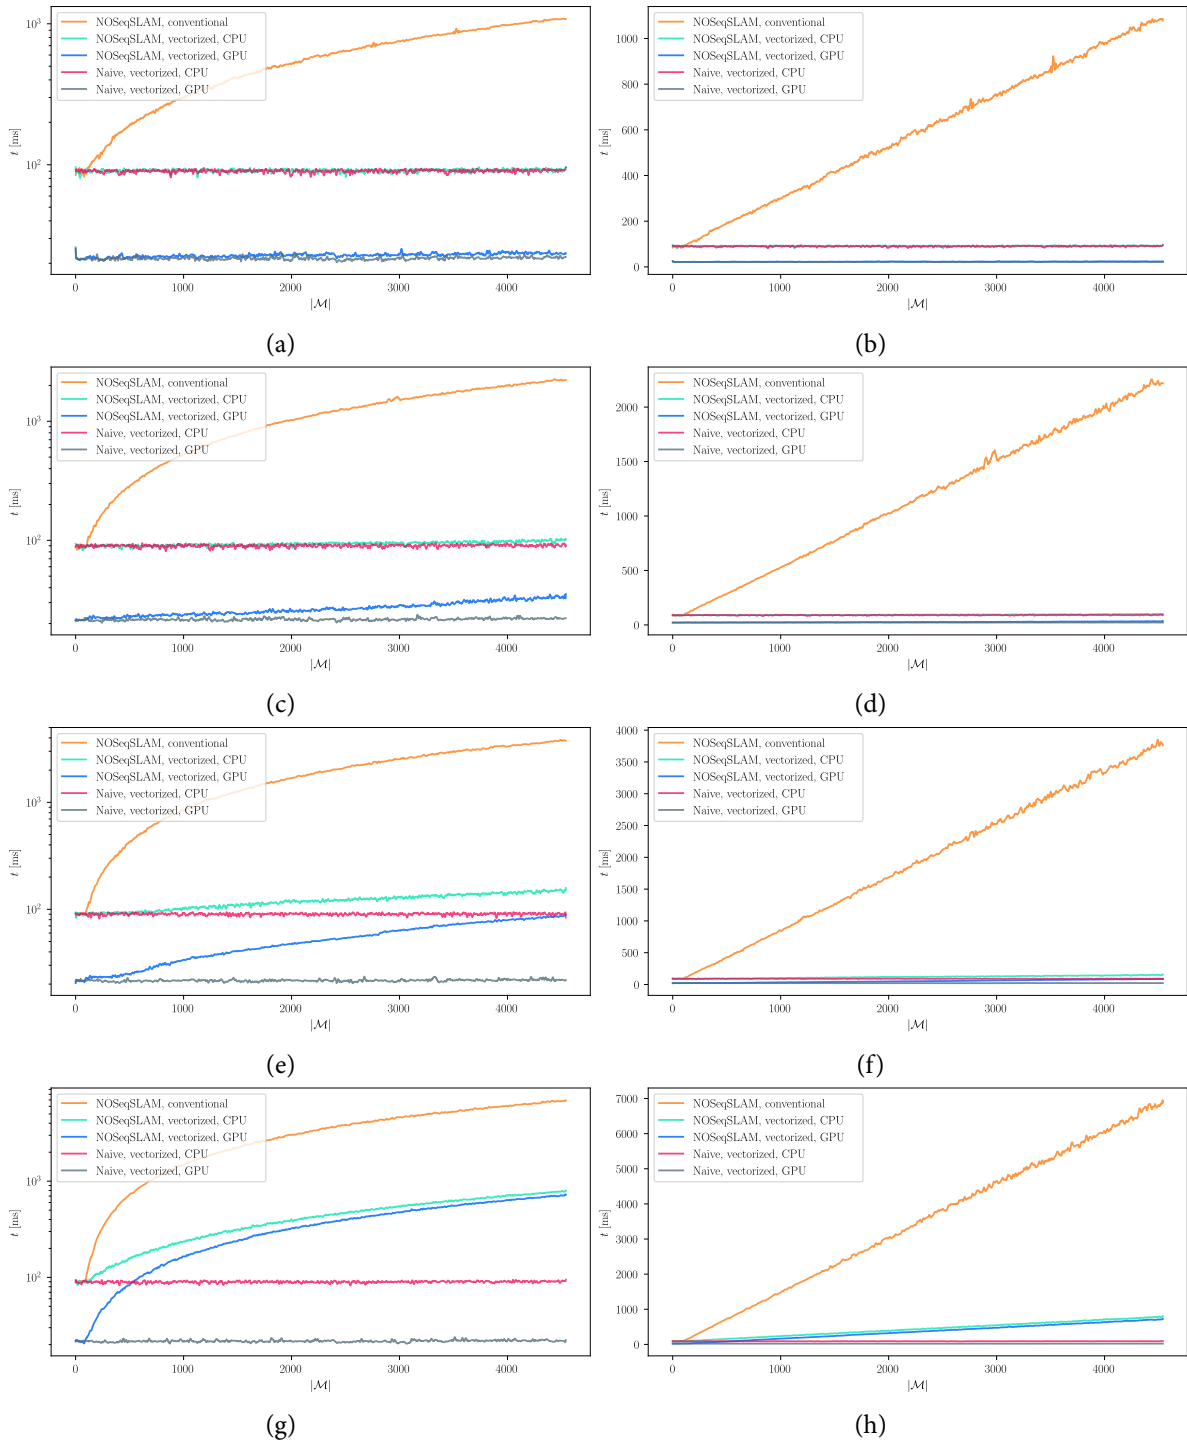 NOSeqSLAM, conventional
NOSeqSLAM, vectorized, CPU
NOSeqSLAM, vectorized, GPU
Naive, vectorized, CPU
Naive, vectorized, GPU
10³
10²
t [ms]
0 1000 2000 3000 4000
|ℳ|
(a)
NOSeqSLAM, conventional
NOSeqSLAM, vectorized, CPU
NOSeqSLAM, vectorized, GPU
Naive, vectorized, CPU
Naive, vectorized, GPU
1000
800
600
400
200
0
t [ms]
0 1000 2000 3000 4000
|ℳ|
(b)
NOSeqSLAM, conventional
NOSeqSLAM, vectorized, CPU
NOSeqSLAM, vectorized, GPU
Naive, vectorized, CPU
Naive, vectorized, GPU
10³
10²
t [ms]
0 1000 2000 3000 4000
|ℳ|
(c)
NOSeqSLAM, conventional
NOSeqSLAM, vectorized, CPU
NOSeqSLAM, vectorized, GPU
Naive, vectorized, CPU
Naive, vectorized, GPU
2000
1500
1000
500
0
t [ms]
0 1000 2000 3000 4000
|ℳ|
(d)
NOSeqSLAM, conventional
NOSeqSLAM, vectorized, CPU
NOSeqSLAM, vectorized, GPU
Naive, vectorized, CPU
Naive, vectorized, GPU
10³
10²
t [ms]
0 1000 2000 3000 4000
|ℳ|
(e)
NOSeqSLAM, conventional
NOSeqSLAM, vectorized, CPU
NOSeqSLAM, vectorized, GPU
Naive, vectorized, CPU
Naive, vectorized, GPU
4000
3500
3000
2500
2000
1500
1000
500
0
t [ms]
0 1000 2000 3000 4000
|ℳ|
(f)
NOSeqSLAM, conventional
NOSeqSLAM, vectorized, CPU
NOSeqSLAM, vectorized, GPU
Naive, vectorized, CPU
Naive, vectorized, GPU
10³
10²
t [ms]
0 1000 2000 3000 4000
|ℳ|
(g)
NOSeqSLAM, conventional
NOSeqSLAM, vectorized, CPU
NOSeqSLAM, vectorized, GPU
Naive, vectorized, CPU
Naive, vectorized, GPU
7000
6000
5000
4000
3000
2000
1000
0
t [ms]
0 1000 2000 3000 4000
|ℳ|
(h)